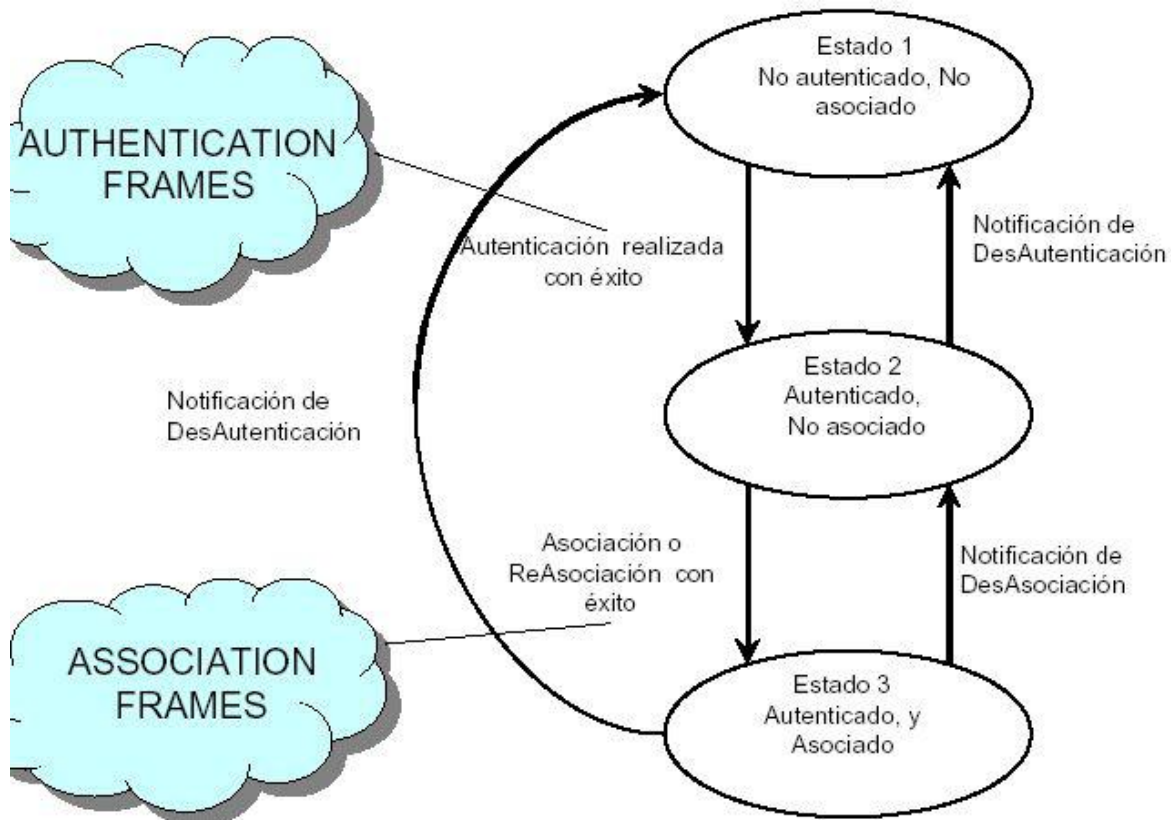 Estado 1
No autenticado, No
asociado
AUTHENTICATION
FRAMES
Autenticación realizada
con éxito
Notificación de
DesAutenticación
Estado 2
Autenticado,
No asociado
Notificación de
DesAutenticación
Asociación o
ReAsociación con
éxito
Notificación de
DesAsociación
ASSOCIATION
FRAMES
Estado 3
Autenticado, y
Asociado